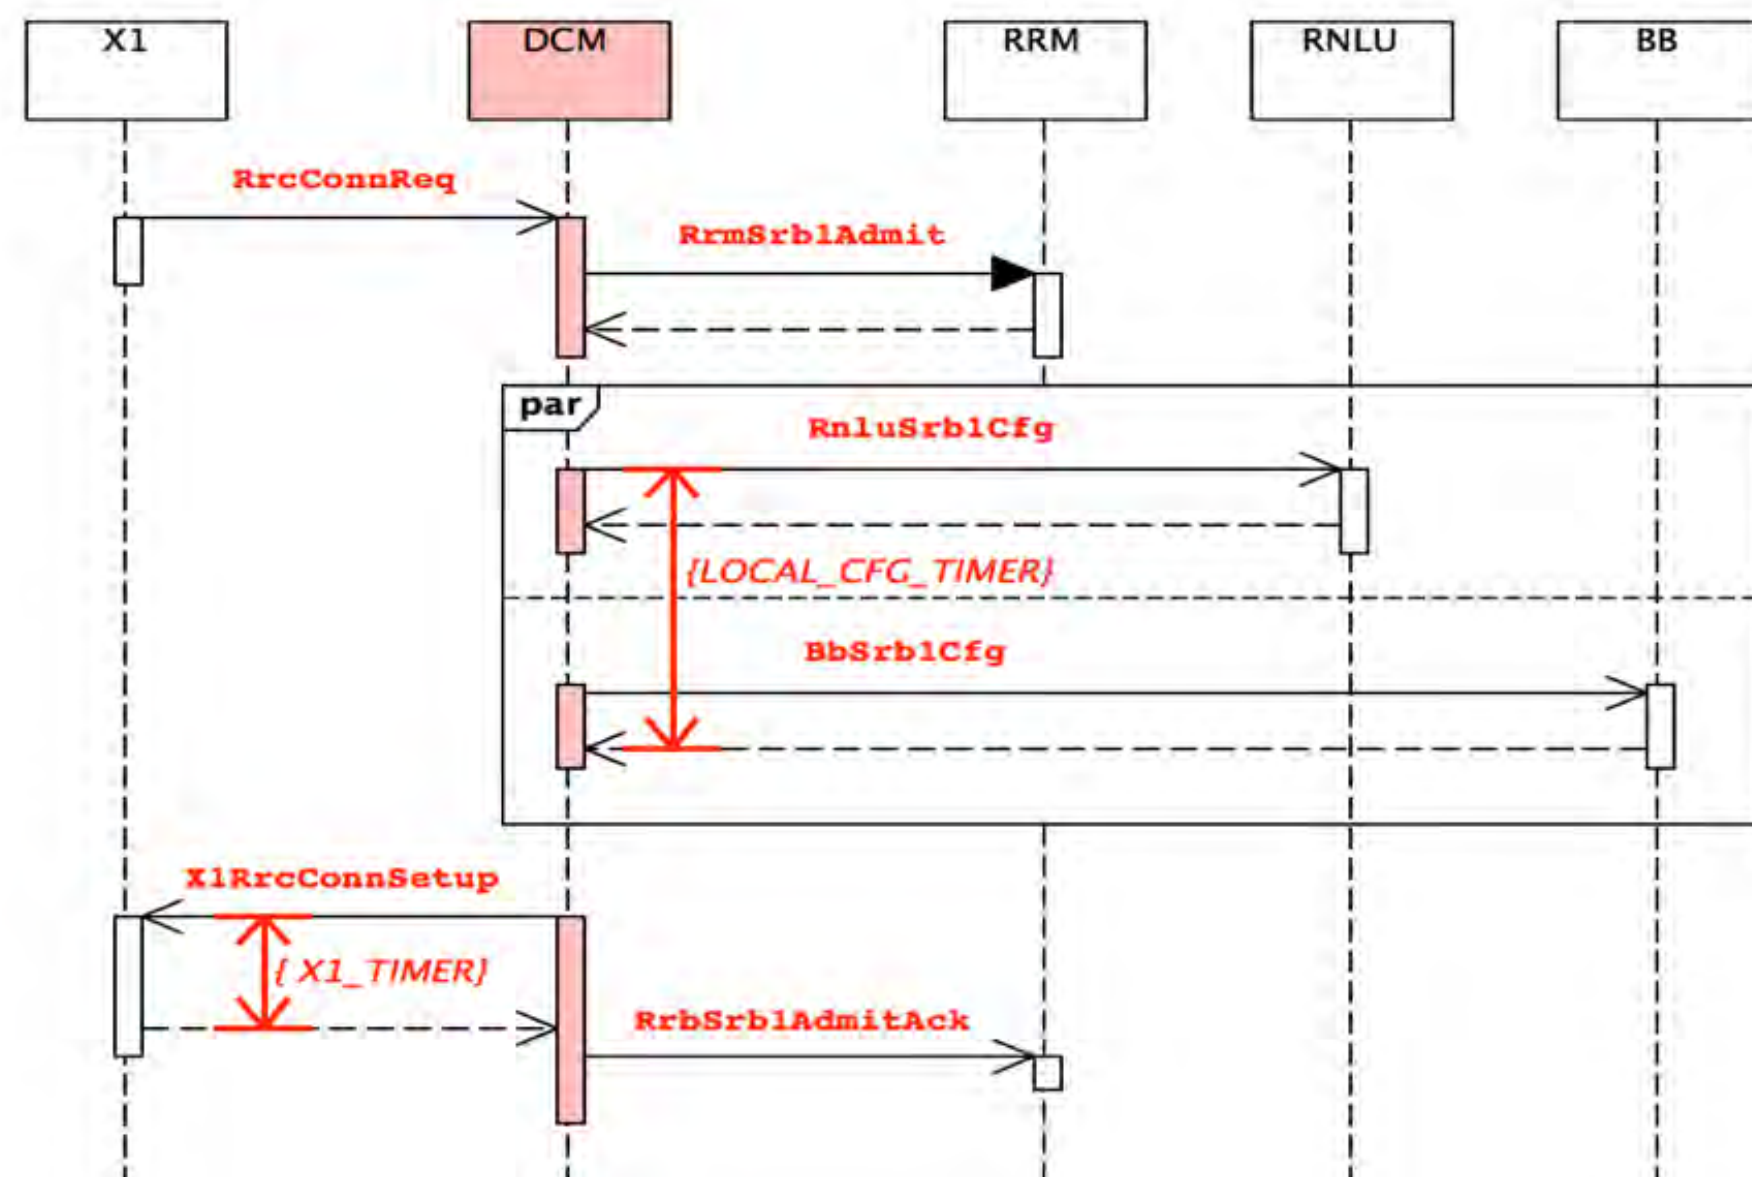 X1 DCM RRM RNLU BB
RrcConnReq
RrmSrb1Admit
par
RnluSrb1Cfg
{LOCAL_CFG_TIMER}
BbSrb1Cfg
X1RrcConnSetup
{ X1_TIMER}
RrbSrb1AdmitAck